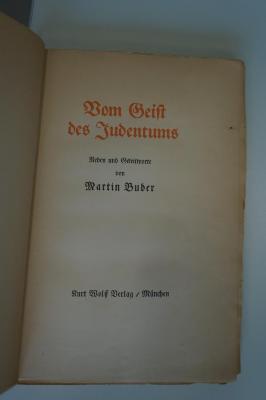 Vom Geist
des Judentums
Reden und Geleitworte
von
Martin Buber
Kurt Wolff Verlag / München